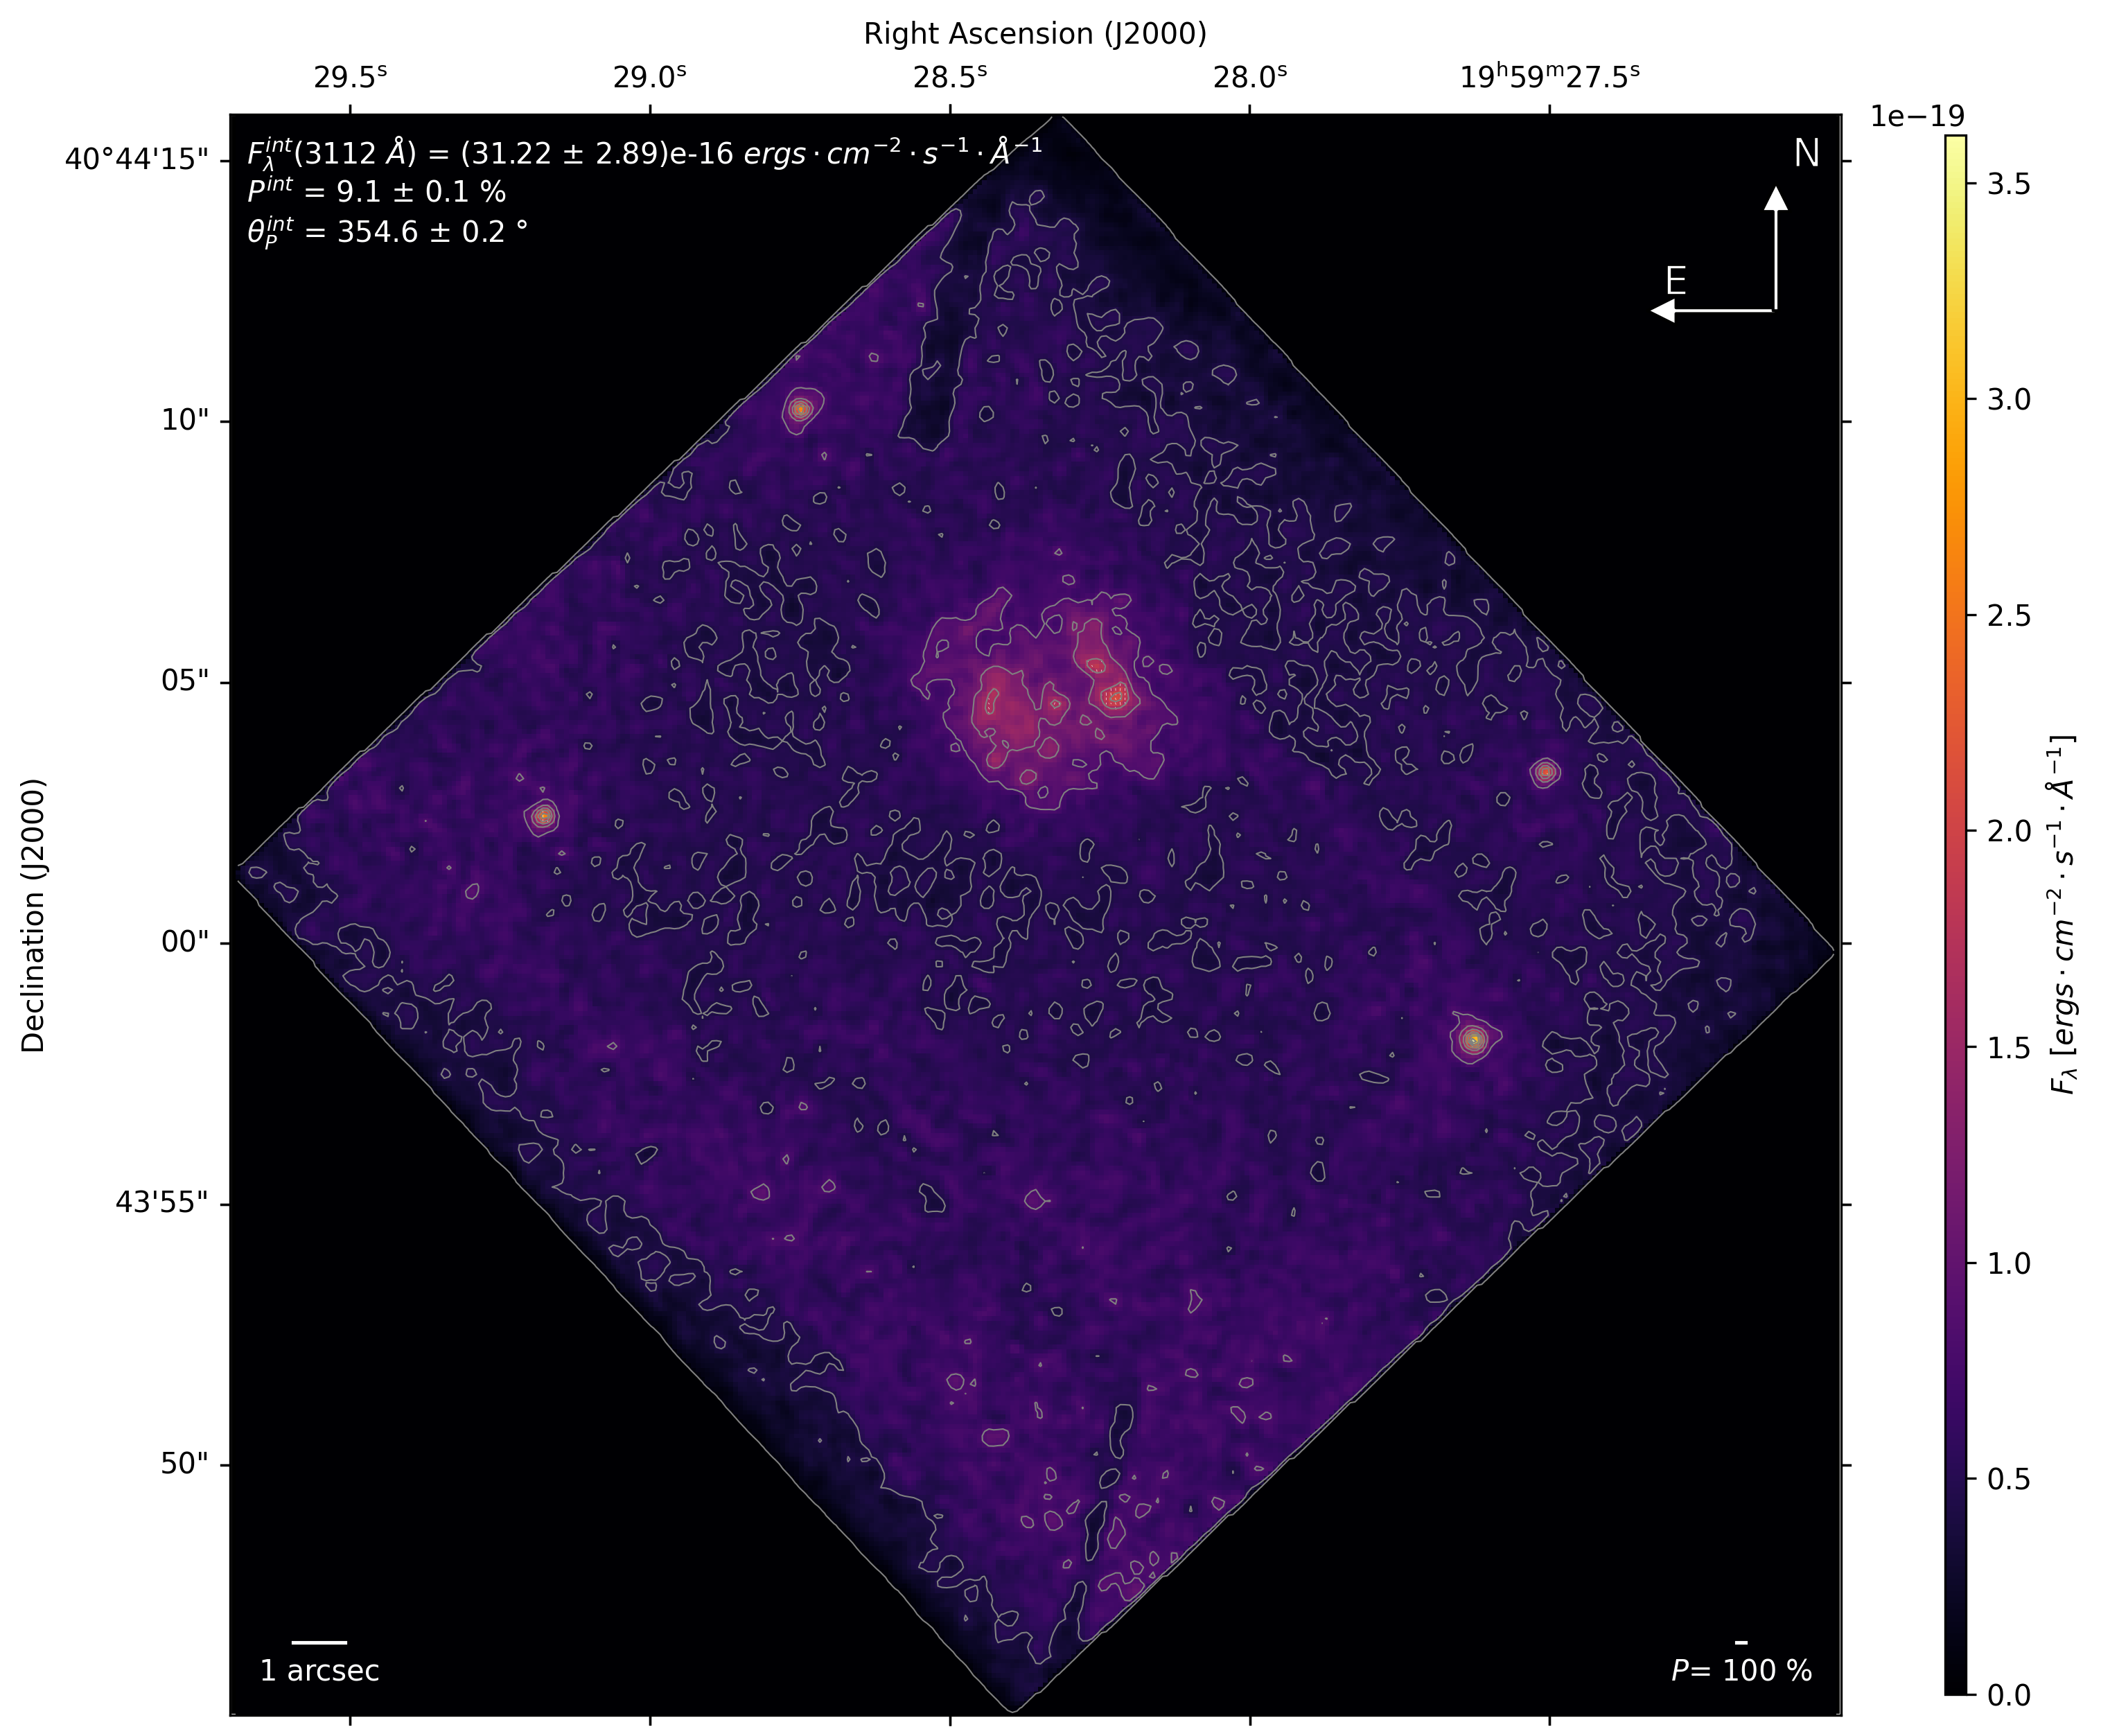 Right Ascension (J2000)
29.5ˢ 29.0ˢ 28.5ˢ 28.0ˢ 19ʰ59ᵐ27.5ˢ
1e−19
40°44'15"
10"
05"
00"
43'55"
50"
Declination (J2000)
F_λ^int(3112 Å) = (31.22 ± 2.89)e-16 ergs · cm⁻² · s⁻¹ · Å⁻¹
P^int = 9.1 ± 0.1 %
θ_P^int = 354.6 ± 0.2 °
N
E
1 arcsec
P= 100 %
3.5
3.0
2.5
2.0
1.5
1.0
0.5
0.0
F_λ [ergs · cm⁻² · s⁻¹ · Å⁻¹]